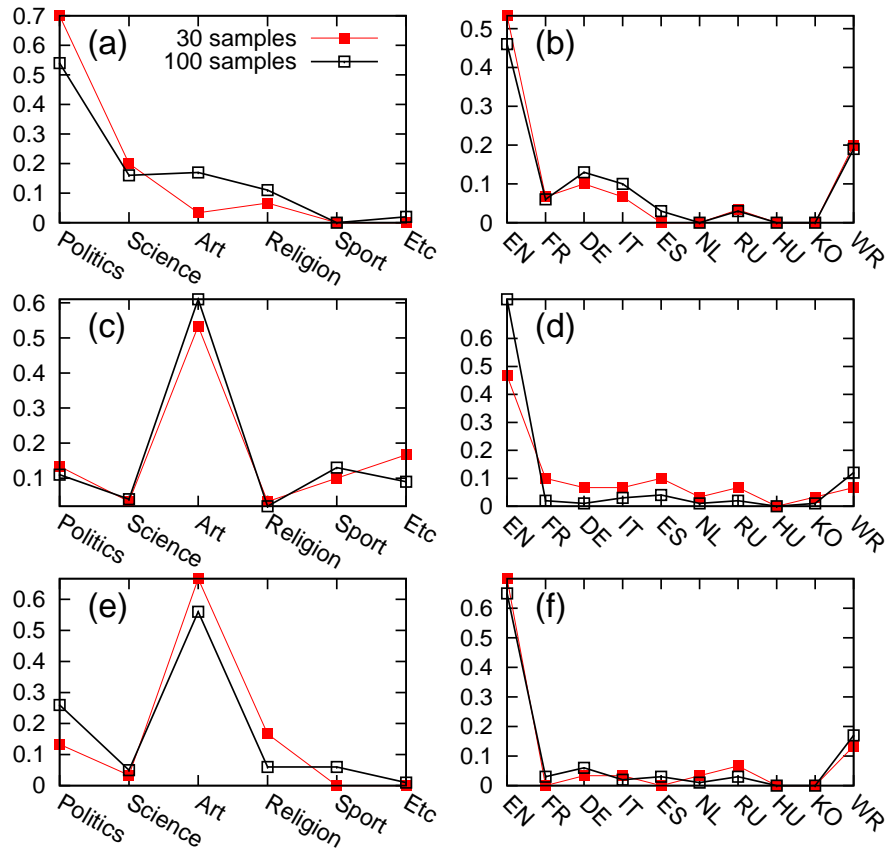 (a)
30 samples
100 samples
0.7
0.6
0.5
0.4
0.3
0.2
0.1
0
Politics
Science
Art
Religion
Sport
Etc
(b)
0.5
0.4
0.3
0.2
0.1
0
EN
FR
DE
IT
ES
NL
RU
HU
KO
WR
(c)
0.6
0.5
0.4
0.3
0.2
0.1
Politics
Science
Art
Religion
Sport
Etc
(d)
0.6
0.5
0.4
0.3
0.2
0.1
0
EN
FR
DE
IT
ES
NL
RU
HU
KO
WR
(e)
0.6
0.5
0.4
0.3
0.2
0.1
0
Politics
Science
Art
Religion
Sport
Etc
(f)
0.6
0.5
0.4
0.3
0.2
0.1
0
EN
FR
DE
IT
ES
NL
RU
HU
KO
WR